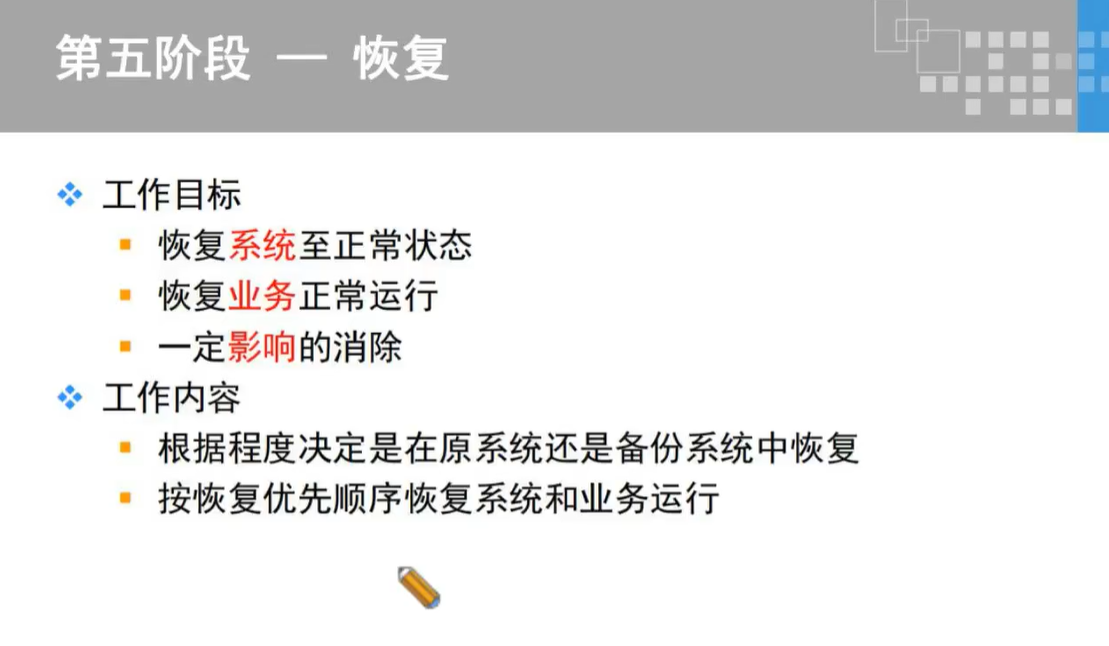 第五阶段 — 恢复
工作目标
恢复系统至正常状态
恢复业务正常运行
一定影响的消除
工作内容
根据程度决定是在原系统还是备份系统中恢复
按恢复优先顺序恢复系统和业务运行